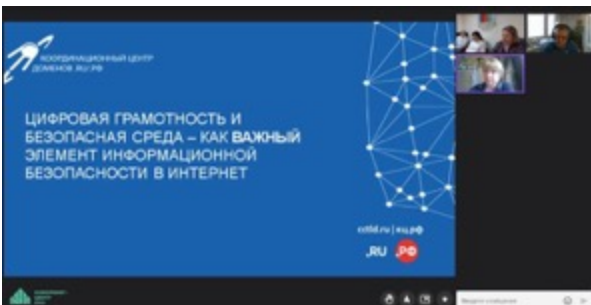 КООРДИНАЦИОННЫЙ ЦЕНТР
ДОМЕНОВ .RU/.РФ
ЦИФРОВАЯ ГРАМОТНОСТЬ И
БЕЗОПАСНАЯ СРЕДА – КАК ВАЖНЫЙ
ЭЛЕМЕНТ ИНФОРМАЦИОННОЙ
БЕЗОПАСНОСТИ В ИНТЕРНЕТ
cctld.ru | кц.рф
.RU .РФ